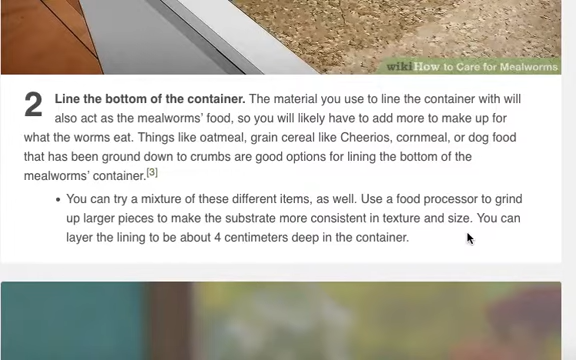 wikiHow to Care for Mealworms
2 Line the bottom of the container. The material you use to line the container with will
also act as the mealworms' food, so you will likely have to add more to make up for
what the worms eat. Things like oatmeal, grain cereal like Cheerios, cornmeal, or dog food
that has been ground down to crumbs are good options for lining the bottom of the
mealworms' container.[3]
• You can try a mixture of these different items, as well. Use a food processor to grind
up larger pieces to make the substrate more consistent in texture and size. You can
layer the lining to be about 4 centimeters deep in the container.